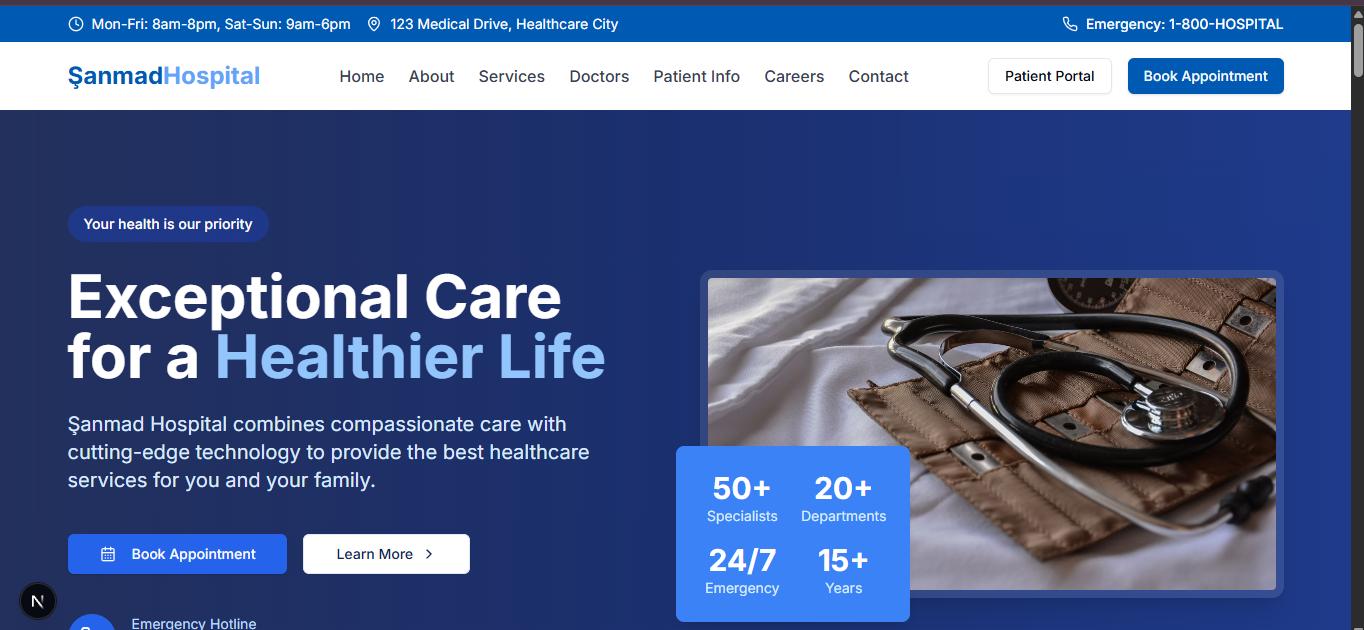 Mon-Fri: 8am-8pm, Sat-Sun: 9am-6pm
123 Medical Drive, Healthcare City
Emergency: 1-800-HOSPITAL
ŞanmadHospital
Home
About
Services
Doctors
Patient Info
Careers
Contact
Patient Portal
Book Appointment
Your health is our priority
Exceptional Care
for a Healthier Life
Şanmad Hospital combines compassionate care with
cutting-edge technology to provide the best healthcare
services for you and your family.
Book Appointment
Learn More
50+
Specialists
20+
Departments
24/7
Emergency
15+
Years
N
Emergency Hotline